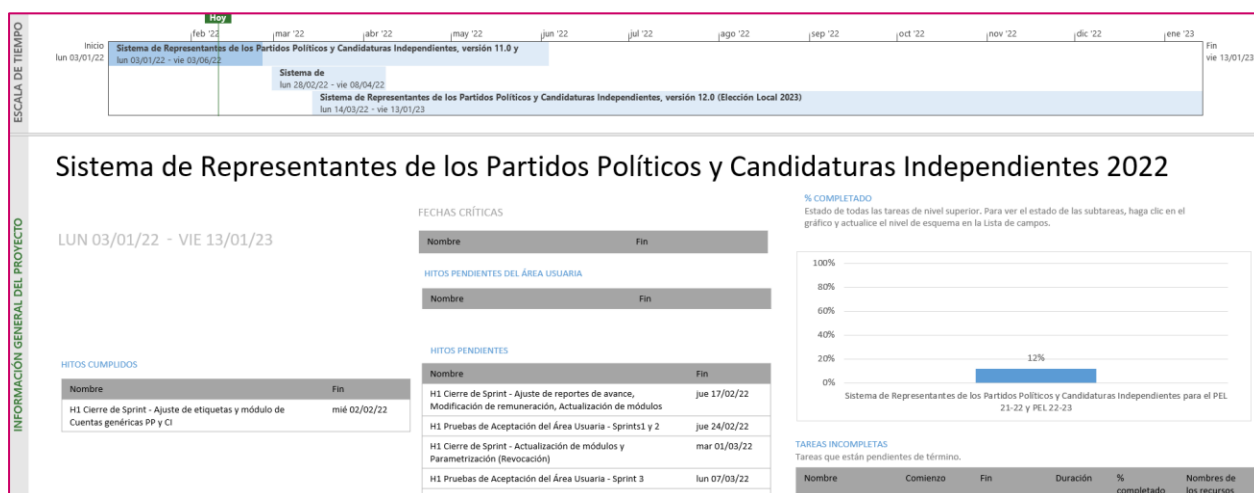 ESCALA DE TIEMPO
Hoy
feb '22
mar '22
abr '22
may '22
jun '22
jul '22
ago '22
sep '22
oct '22
nov '22
dic '22
ene '23
Inicio
lun 03/01/22
Sistema de Representantes de los Partidos Políticos y Candidaturas Independientes, versión 11.0 y
lun 03/01/22 - vie 03/06/22
Fin
vie 13/01/23
Sistema de
lun 28/02/22 - vie 08/04/22
Sistema de Representantes de los Partidos Políticos y Candidaturas Independientes, versión 12.0 (Elección Local 2023)
lun 14/03/22 - vie 13/01/23
INFORMACIÓN GENERAL DEL PROYECTO
Sistema de Representantes de los Partidos Políticos y Candidaturas Independientes 2022
LUN 03/01/22 - VIE 13/01/23
HITOS CUMPLIDOS
Nombre Fin
H1 Cierre de Sprint - Ajuste de etiquetas y módulo de mié 02/02/22
Cuentas genéricas PP y CI
FECHAS CRÍTICAS
Nombre Fin
HITOS PENDIENTES DEL ÁREA USUARIA
Nombre Fin
HITOS PENDIENTES
Nombre Fin
H1 Cierre de Sprint - Ajuste de reportes de avance, jue 17/02/22
Modificación de remuneración, Actualización de módulos
H1 Pruebas de Aceptación del Área Usuaria - Sprints1 y 2 jue 24/02/22
H1 Cierre de Sprint - Actualización de módulos y mar 01/03/22
Parametrización (Revocación)
H1 Pruebas de Aceptación del Área Usuaria - Sprint 3 lun 07/03/22
% COMPLETADO
Estado de todas las tareas de nivel superior. Para ver el estado de las subtareas, haga clic en el
gráfico y actualice el nivel de esquema en la Lista de campos.
100%
80%
60%
40%
20%
0%
12%
Sistema de Representantes de los Partidos Políticos y Candidaturas Independientes para el PEL
21-22 y PEL 22-23
TAREAS INCOMPLETAS
Tareas que están pendientes de término.
Nombre Comienzo Fin Duración % Nombres de
completado los recursos